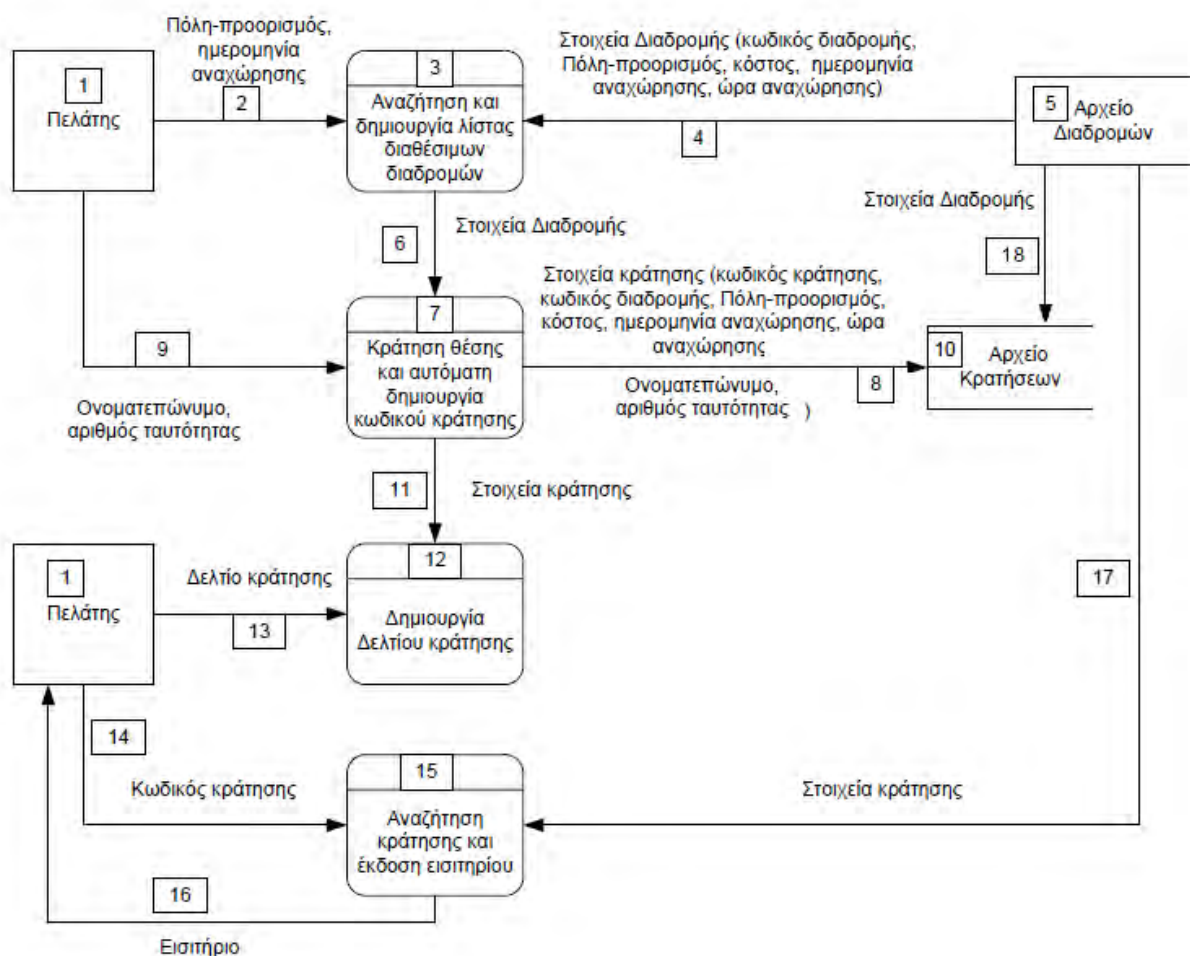 Πόλη-προορισμός,
ημερομηνία
αναχώρησης
1
Πελάτης
2
3
Αναζήτηση και
δημιουργία λίστας
διαθέσιμων
διαδρομών
Στοιχεία Διαδρομής (κωδικός διαδρομής,
Πόλη-προορισμός, κόστος, ημερομηνία
αναχώρησης, ώρα αναχώρησης)
4
5
Αρχείο
Διαδρομών
6
Στοιχεία Διαδρομής
Στοιχεία Διαδρομής
18
7
Κράτηση θέσης
και αυτόματη
δημιουργία
κωδικού κράτησης
Στοιχεία κράτησης (κωδικός κράτησης,
κωδικός διαδρομής, Πόλη-προορισμός,
κόστος, ημερομηνία αναχώρησης, ώρα
αναχώρησης
Ονοματεπώνυμο,
αριθμός ταυτότητας )
8
9
Ονοματεπώνυμο,
αριθμός ταυτότητας
10
Αρχείο
Κρατήσεων
11
Στοιχεία κράτησης
1
Πελάτης
Δελτίο κράτησης
13
12
Δημιουργία
Δελτίου κράτησης
17
14
Κωδικός κράτησης
15
Αναζήτηση
κράτησης και
έκδοση εισιτηρίου
Στοιχεία κράτησης
16
Εισιτήριο